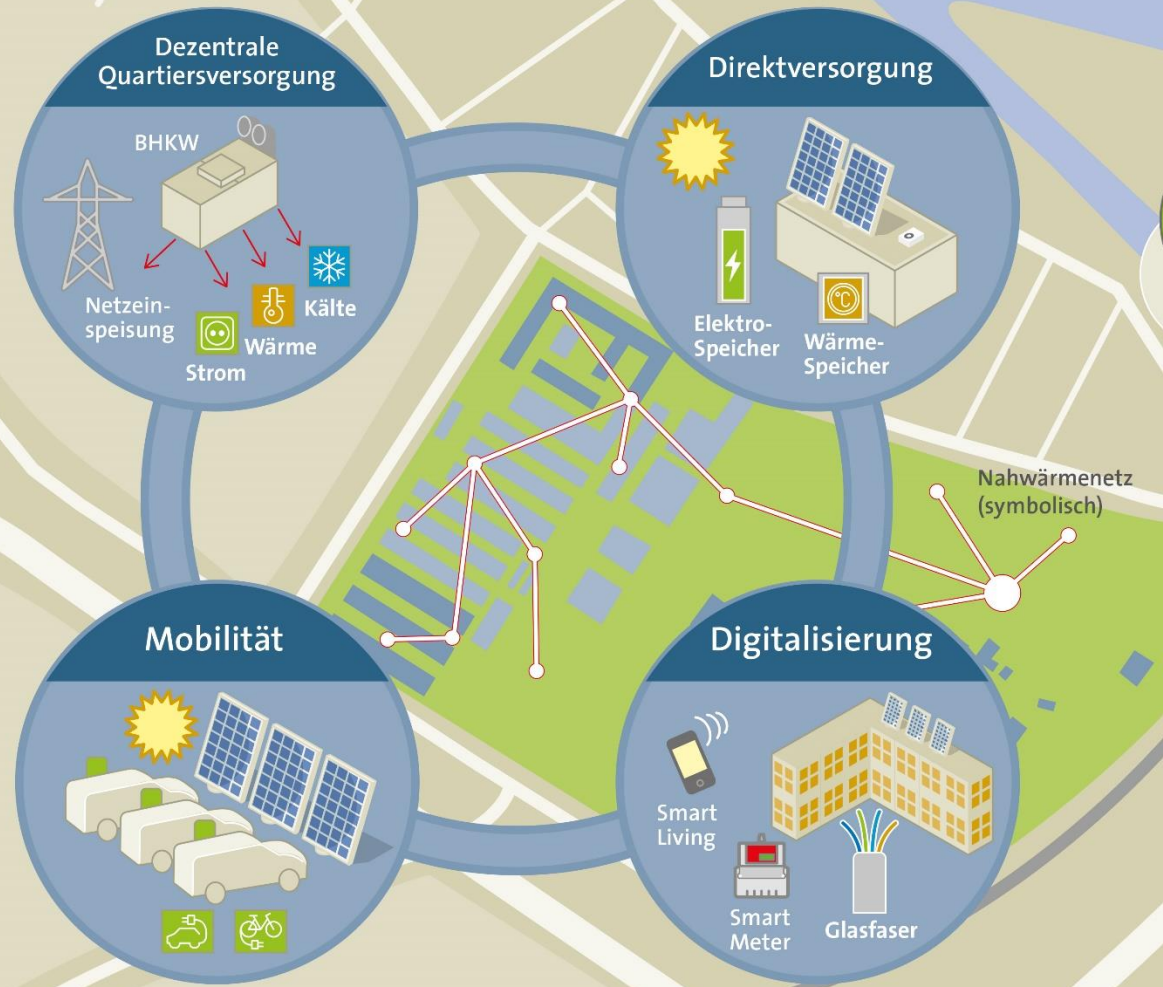 Dezentrale
Quartiersversorgung
BHKW
Netzein-
speisung
Strom
Wärme
Kälte
Direktversorgung
Elektro-
Speicher
Wärme-
Speicher
°C
Nahwärmenetz
(symbolisch)
Mobilität
Digitalisierung
Smart
Living
Smart
Meter
Glasfaser